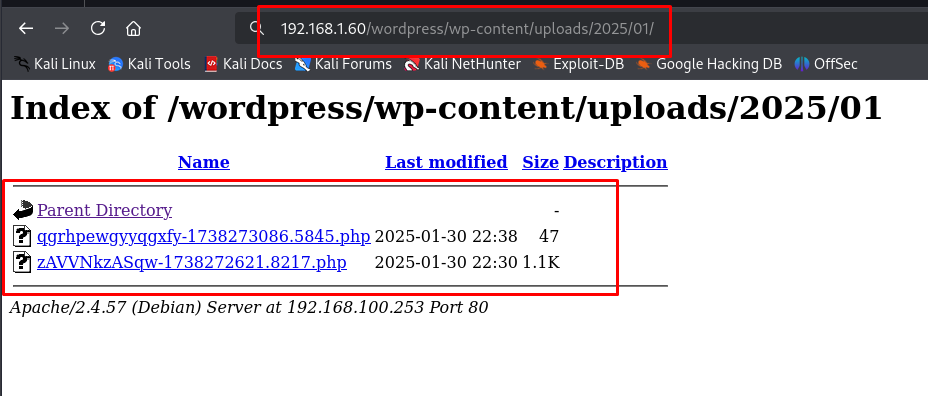 192.168.1.60/wordpress/wp-content/uploads/2025/01/
Kali Linux Kali Tools Kali Docs Kali Forums Kali NetHunter Exploit-DB Google Hacking DB OffSec
Index of /wordpress/wp-content/uploads/2025/01
Name Last modified Size Description
Parent Directory -
qgrhpewgyyqgxfy-1738273086.5845.php 2025-01-30 22:38 47
zAVVNkzASqw-1738272621.8217.php 2025-01-30 22:30 1.1K
Apache/2.4.57 (Debian) Server at 192.168.100.253 Port 80